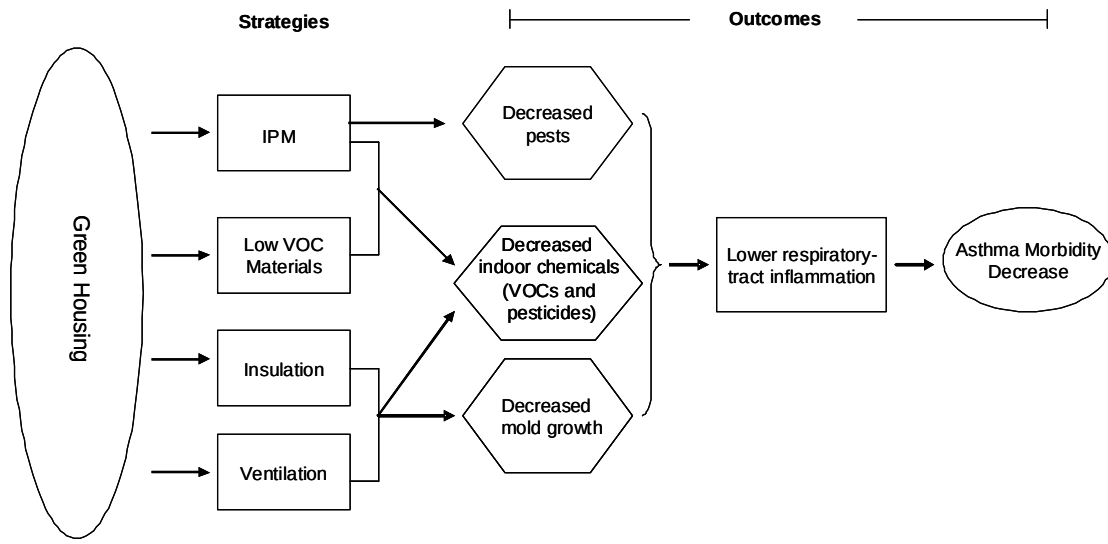 Strategies
Outcomes
Green Housing
IPM
Low VOC
Materials
Insulation
Ventilation
Decreased
pests
Decreased
indoor chemicals
(VOCs and
pesticides)
Decreased
mold growth
Lower respiratory-
tract inflammation
Asthma Morbidity
Decrease